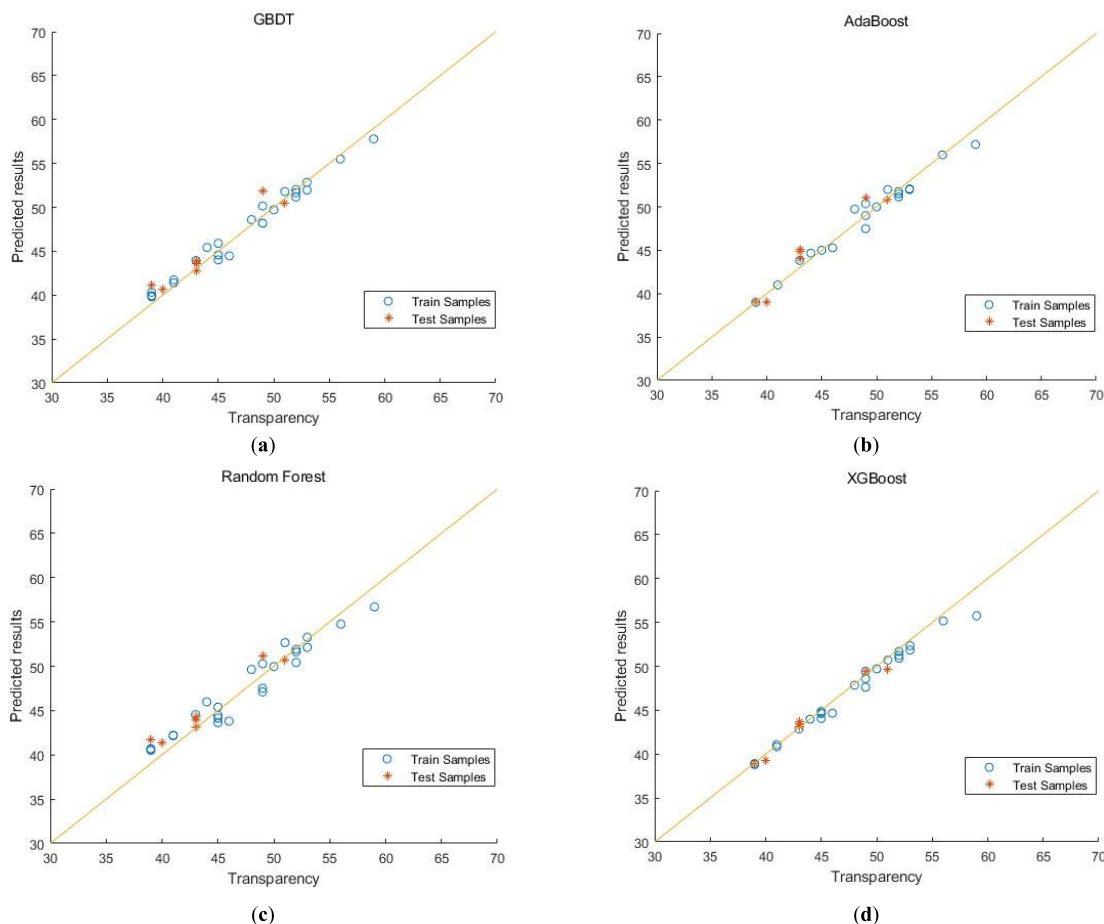 GBDT
70
65
60
55
50
45
40
35
30
Predicted results
Train Samples
Test Samples
30 35 40 45 50 55 60 65 70
Transparency
(a)
AdaBoost
70
65
60
55
50
45
40
35
30
Predicted results
Train Samples
Test Samples
30 35 40 45 50 55 60 65 70
Transparency
(b)
Random Forest
70
65
60
55
50
45
40
35
30
Predicted results
Train Samples
Test Samples
30 35 40 45 50 55 60 65 70
Transparency
(c)
XGBoost
70
65
60
55
50
45
40
35
30
Predicted results
Train Samples
Test Samples
30 35 40 45 50 55 60 65 70
Transparency
(d)